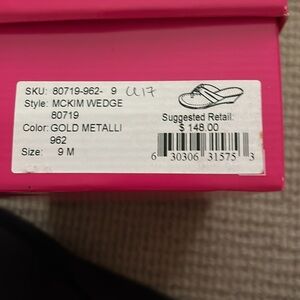 SKU: 80719-962- 9
Style: MCKIM WEDGE
80719
Color: GOLD METALLI
962
Size: 9 M
Suggested Retail:
$ 148.00
6 30306 31575 3